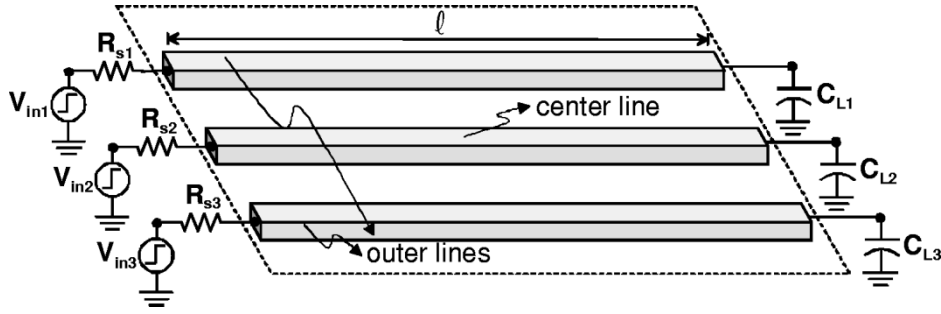 ℓ
R_s1
V_in1
C_L1
center line
R_s2
V_in2
C_L2
R_s3
V_in3
outer lines
C_L3